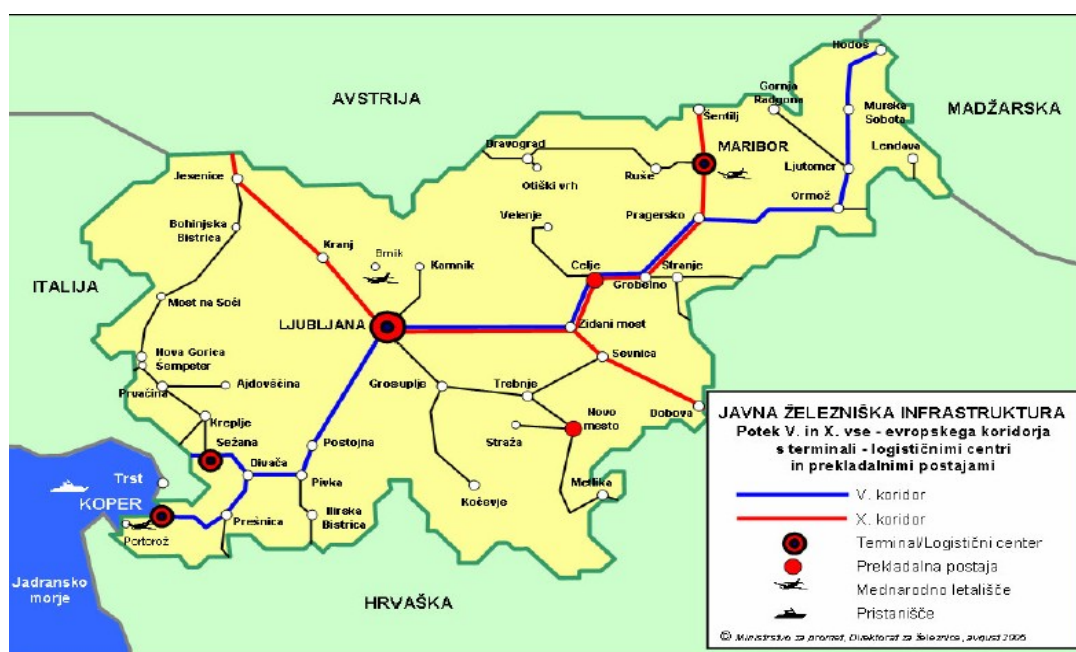 AVSTRIJA
MADŽARSKA
Hodoš
Gornja
Radgona
Murska
Sobota
Šentilj
MARIBOR
Lendava
Dravograd
Otiški vrh
Ruše
Ljutomer
Ormož
Jesenice
Velenje
Pragersko
Bohinjska
Bistrica
Kranj
Brnik
Kamnik
Celje
Stranje
Grobelno
ITALIJA
Most na Soči
LJUBLJANA
Zidani most
Sevnica
Nova Gorica
Šempeter
Ajdovščina
Prvačina
Grosuplje
Trebnje
Dobova
Kreplje
Sežana
Straža
Novo
mesto
Postojna
Trst
Divača
Pivka
Kočevje
Metlika
KOPER
Prešnica
Ilirska
Bistrica
Portorož
Jadransko
morje
HRVAŠKA
JAVNA ŽELEZNIŠKA INFRASTRUKTURA
Potek V. in X. vse - evropskega koridorja
s terminali - logističnimi centri
in prekladalnimi postajami
V. koridor
X. koridor
Terminal/Logistični center
Prekladalna postaja
Mednarodno letališče
Pristanišče
© Ministrstvo za promet, Direktorat za železnice, avgust 2005